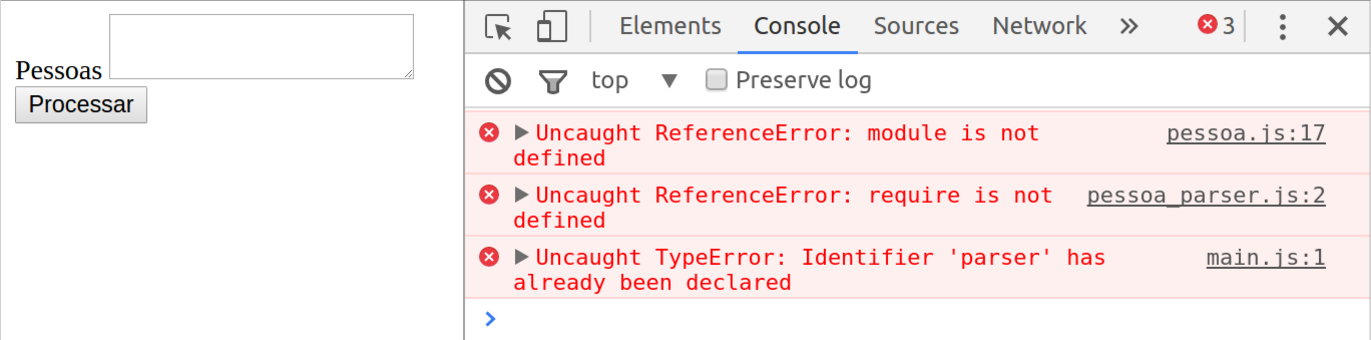 Pessoas
Processar
Elements Console Sources Network » 3
top ▼ Preserve log
Uncaught ReferenceError: module is not pessoa.js:17
defined
Uncaught ReferenceError: require is not pessoa_parser.js:2
defined
Uncaught TypeError: Identifier 'parser' has main.js:1
already been declared
>